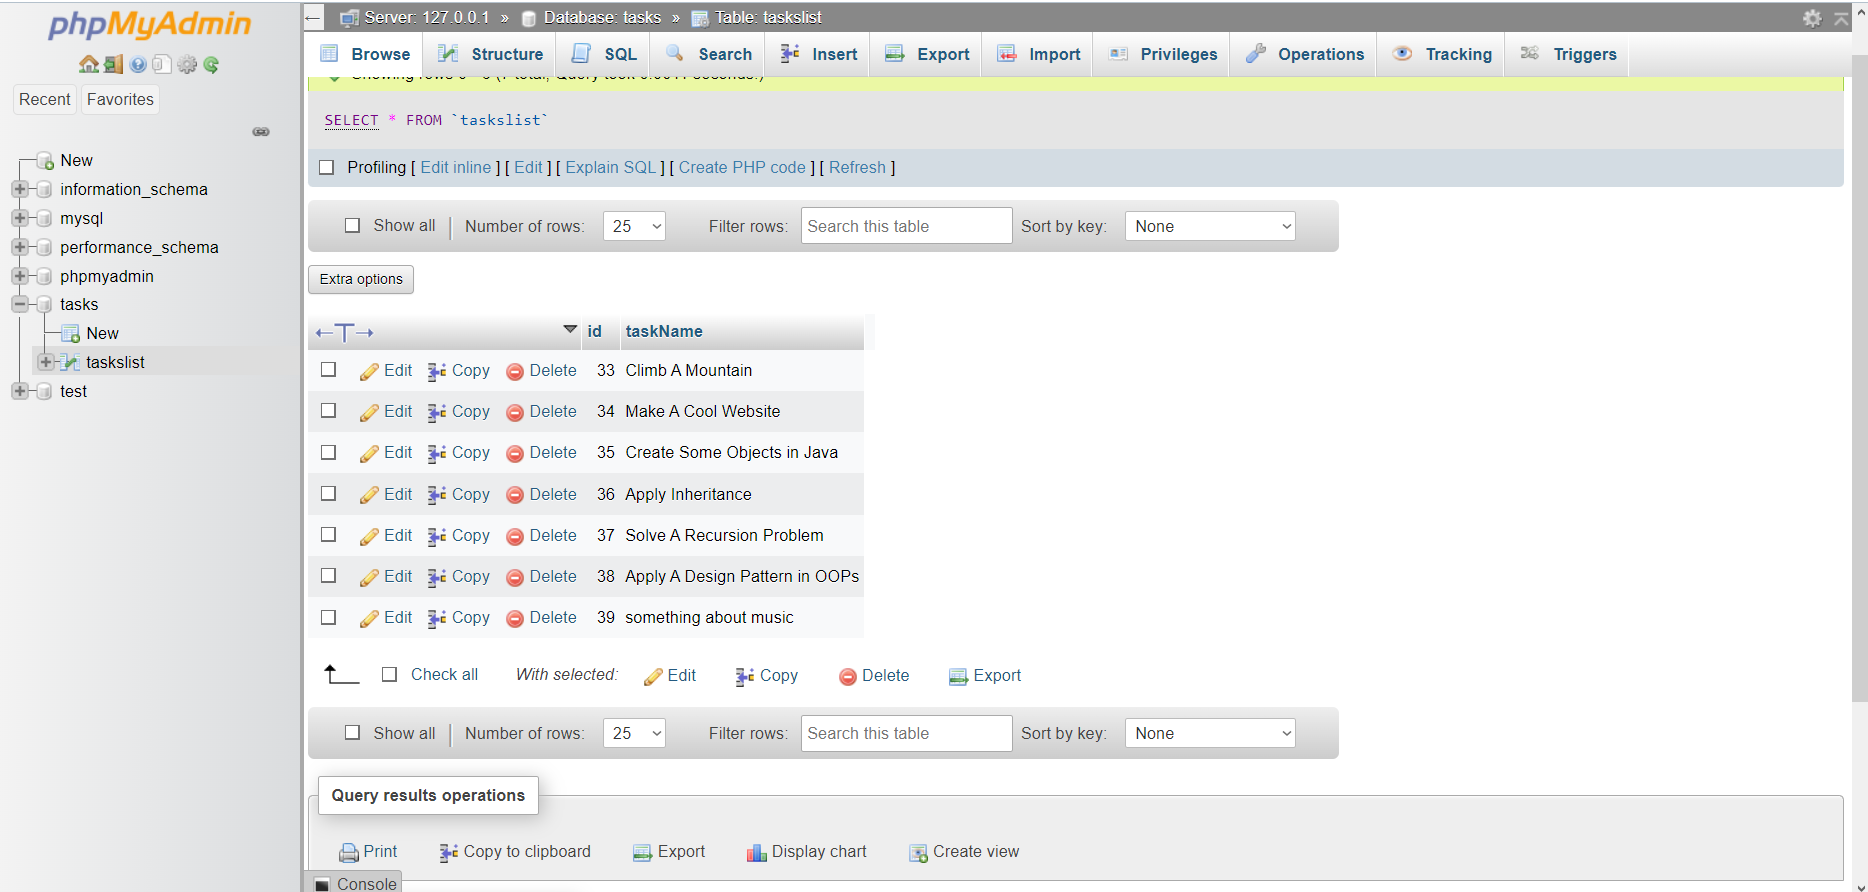 phpMyAdmin
Recent Favorites
New
information_schema
mysql
performance_schema
phpmyadmin
tasks
New
taskslist
test
Server: 127.0.0.1 » Database: tasks » Table: taskslist
Browse Structure SQL Search Insert Export Import Privileges Operations Tracking Triggers
SELECT * FROM `taskslist`
Profiling [ Edit inline ] [ Edit ] [ Explain SQL ] [ Create PHP code ] [ Refresh ]
Show all Number of rows: 25 Filter rows: Search this table Sort by key: None
Extra options
←T→ id taskName
Edit Copy Delete 33 Climb A Mountain
Edit Copy Delete 34 Make A Cool Website
Edit Copy Delete 35 Create Some Objects in Java
Edit Copy Delete 36 Apply Inheritance
Edit Copy Delete 37 Solve A Recursion Problem
Edit Copy Delete 38 Apply A Design Pattern in OOPs
Edit Copy Delete 39 something about music
Check all With selected: Edit Copy Delete Export
Show all Number of rows: 25 Filter rows: Search this table Sort by key: None
Query results operations
Print Copy to clipboard Export Display chart Create view
Console